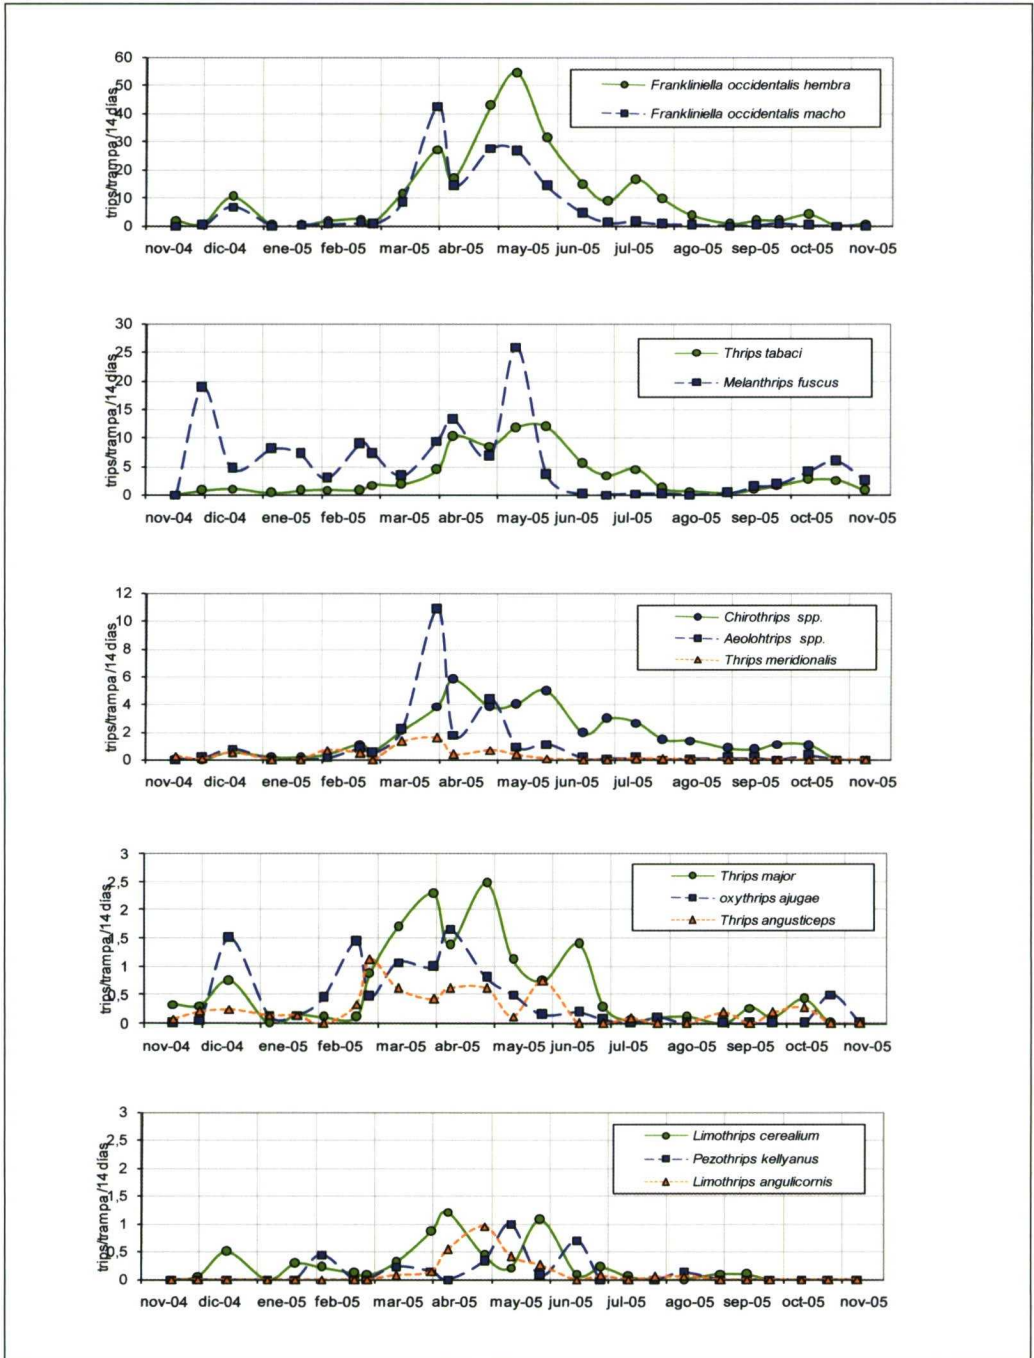 60
50
40
30
20
10
0
trips/trampa/14 días
Frankliniella occidentalis hembra
Frankliniella occidentalis macho
nov-04 dic-04 ene-05 feb-05 mar-05 abr-05 may-05 jun-05 jul-05 ago-05 sep-05 oct-05 nov-05
30
25
20
15
10
5
0
trips/trampa/14 días
Thrips tabaci
Melanthrips fuscus
nov-04 dic-04 ene-05 feb-05 mar-05 abr-05 may-05 jun-05 jul-05 ago-05 sep-05 oct-05 nov-05
12
10
8
6
4
2
0
trips/trampa/14 días
Chirothrips spp.
Aeolohtrips spp.
Thrips meridionalis
nov-04 dic-04 ene-05 feb-05 mar-05 abr-05 may-05 jun-05 jul-05 ago-05 sep-05 oct-05 nov-05
3
2,5
2
1,5
1
0,5
0
trips/trampa/14 días
Thrips major
oxythrips ajugae
Thrips angusticeps
nov-04 dic-04 ene-05 feb-05 mar-05 abr-05 may-05 jun-05 jul-05 ago-05 sep-05 oct-05 nov-05
3
2,5
2
1,5
1
0,5
0
trips/trampa/14 días
Limothrips cerealium
Pezothrips kellyanus
Limothrips angulicornis
nov-04 dic-04 ene-05 feb-05 mar-05 abr-05 may-05 jun-05 jul-05 ago-05 sep-05 oct-05 nov-05